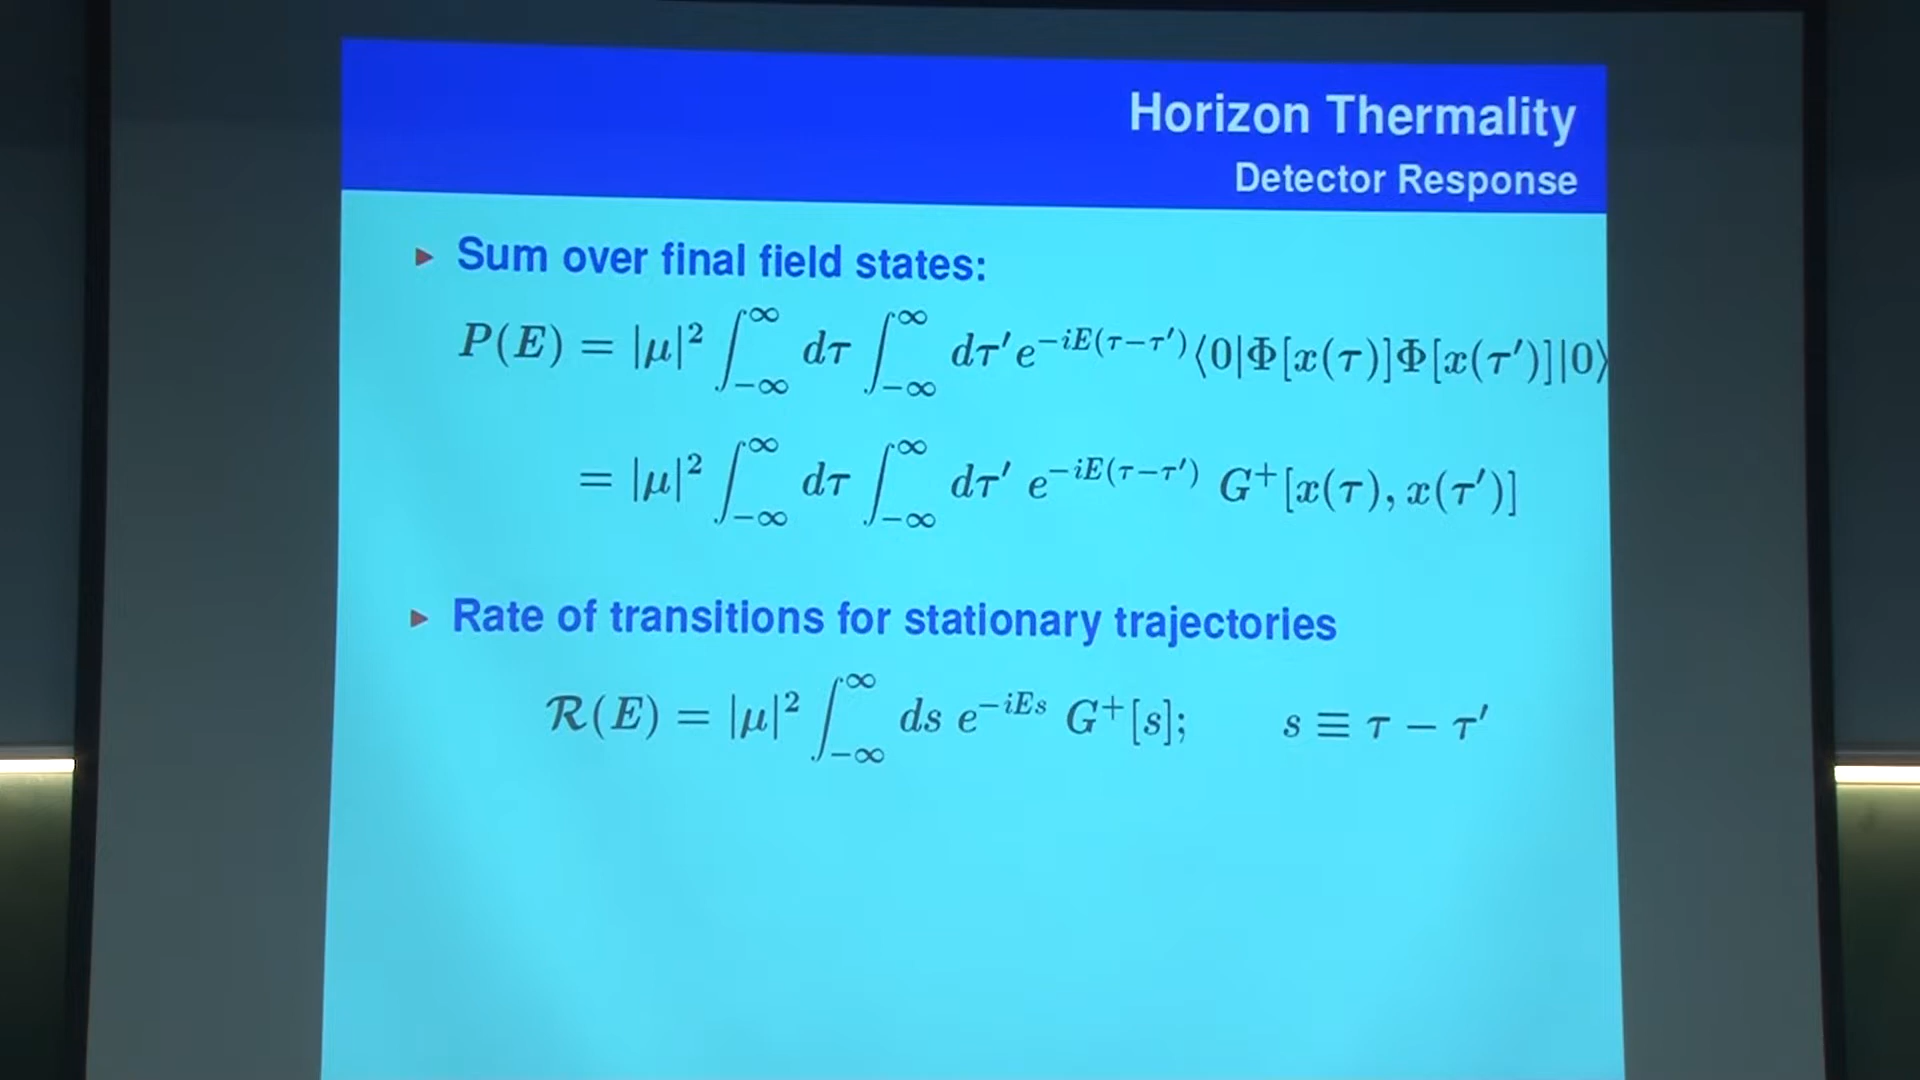 Horizon Thermality
Detector Response
▶ Sum over final field states:
P(E) = |μ|² ∫_{-∞}^{∞} dτ ∫_{-∞}^{∞} dτ′ e^{-iE(τ-τ′)} ⟨0|Φ[x(τ)]Φ[x(τ′)]|0⟩
= |μ|² ∫_{-∞}^{∞} dτ ∫_{-∞}^{∞} dτ′ e^{-iE(τ-τ′)} G⁺[x(τ), x(τ′)]
▶ Rate of transitions for stationary trajectories
ℛ(E) = |μ|² ∫_{-∞}^{∞} ds e^{-iEs} G⁺[s]; s ≡ τ − τ′